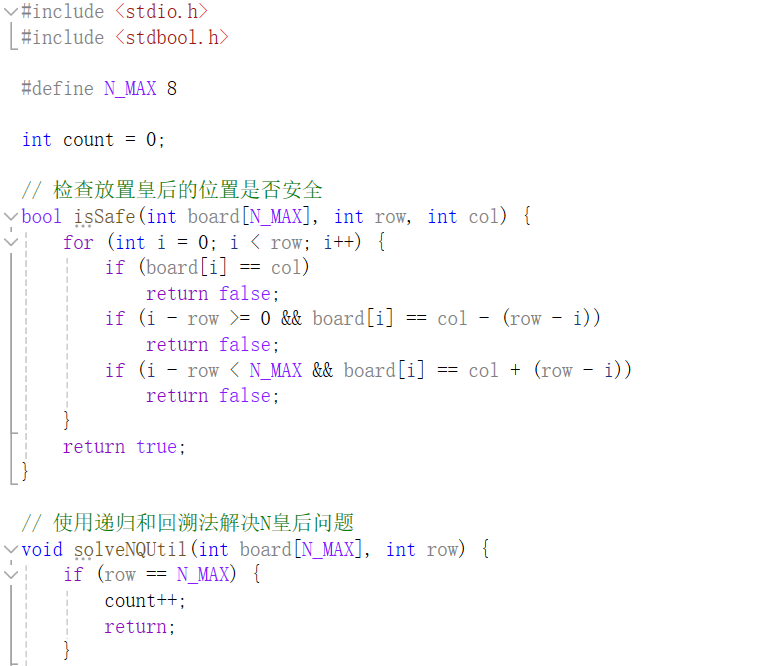 #include <stdio.h>
#include <stdbool.h>
#define N_MAX 8
int count = 0;
// 检查放置皇后的位置是否安全
bool isSafe(int board[N_MAX], int row, int col) {
    for (int i = 0; i < row; i++) {
        if (board[i] == col)
            return false;
        if (i - row >= 0 && board[i] == col - (row - i))
            return false;
        if (i - row < N_MAX && board[i] == col + (row - i))
            return false;
    }
    return true;
}
// 使用递归和回溯法解决N皇后问题
void solveNQUtil(int board[N_MAX], int row) {
    if (row == N_MAX) {
        count++;
        return;
    }